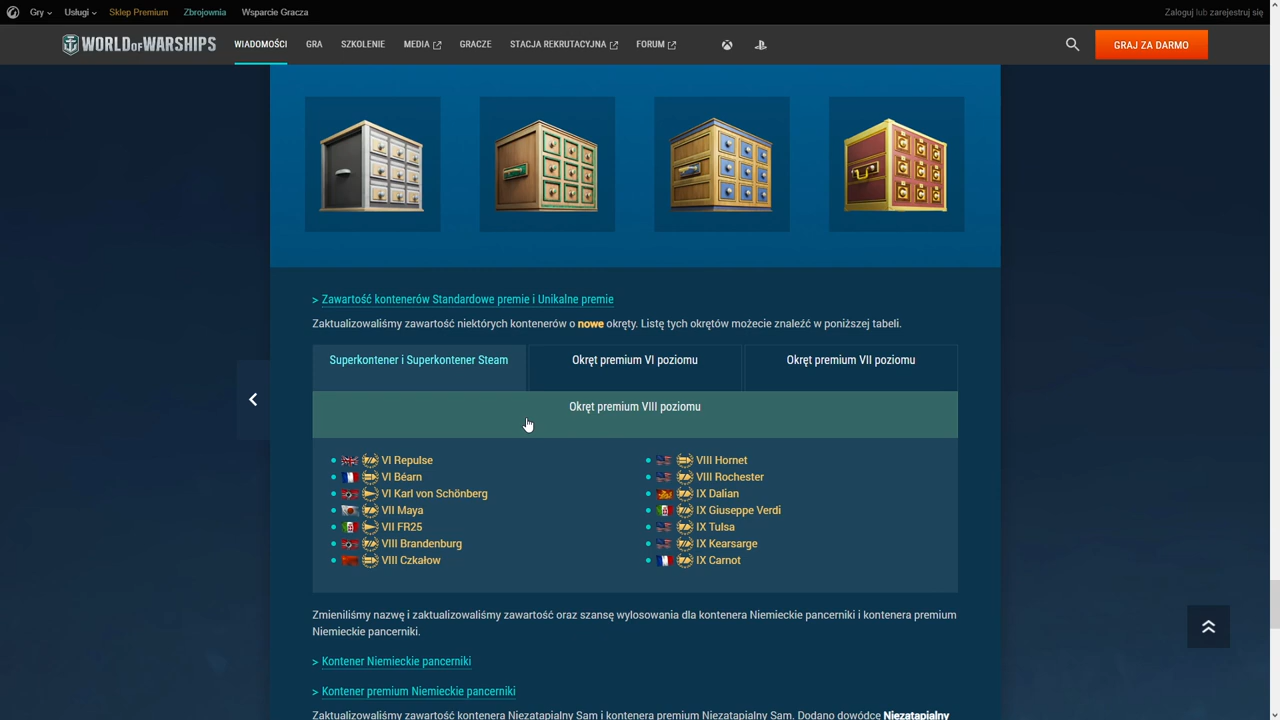 Gry
Usługi
Sklep Premium
Zbrojownia
Wsparcie Gracza
Zaloguj lub zarejestruj się
WORLD OF WARSHIPS
WIADOMOŚCI
GRA
SZKOLENIE
MEDIA
GRACZE
STACJA REKRUTACYJNA
FORUM
GRAJ ZA DARMO
> Zawartość kontenerów Standardowe premie i Unikalne premie
Zaktualizowaliśmy zawartość niektórych kontenerów o nowe okręty. Listę tych okrętów możecie znaleźć w poniższej tabeli.
Superkontener i Superkontener Steam
Okręt premium VI poziomu
Okręt premium VII poziomu
Okręt premium VIII poziomu
VI Repulse
VI Béarn
VI Karl von Schönberg
VII Maya
VII FR25
VIII Brandenburg
VIII Czkałow
VIII Hornet
VIII Rochester
IX Dalian
IX Giuseppe Verdi
IX Tulsa
IX Kearsarge
IX Carnot
Zmieniliśmy nazwę i zaktualizowaliśmy zawartość oraz szansę wylosowania dla kontenera Niemieckie pancerniki i kontenera premium
Niemieckie pancerniki.
> Kontener Niemieckie pancerniki
> Kontener premium Niemieckie pancerniki
Zaktualizowaliśmy zawartość kontenera Niezatapialny Sam i kontenera premium Niezatapialny Sam. Dodano dowódcę Niezatapialny